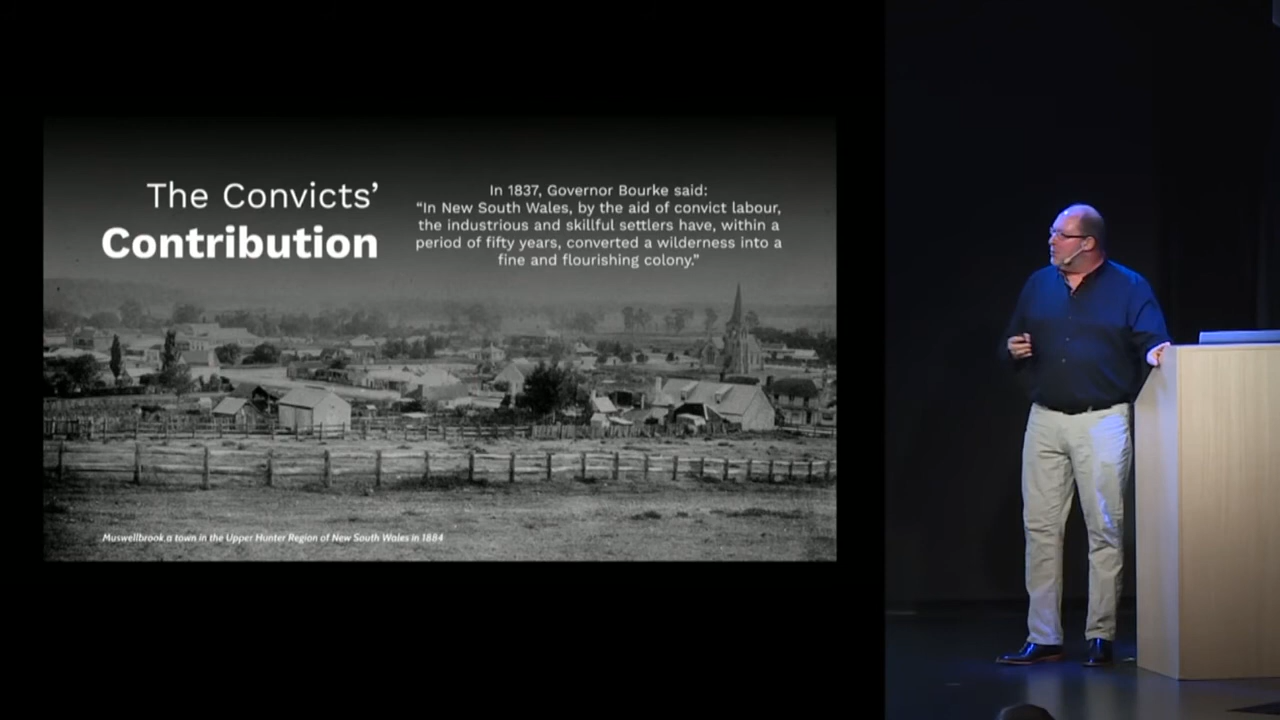 The Convicts’
Contribution
In 1837, Governor Bourke said:
“In New South Wales, by the aid of convict labour,
the industrious and skillful settlers have, within a
period of fifty years, converted a wilderness into a
fine and flourishing colony.”
Muswellbrook a town in the Upper Hunter Region of New South Wales in 1884